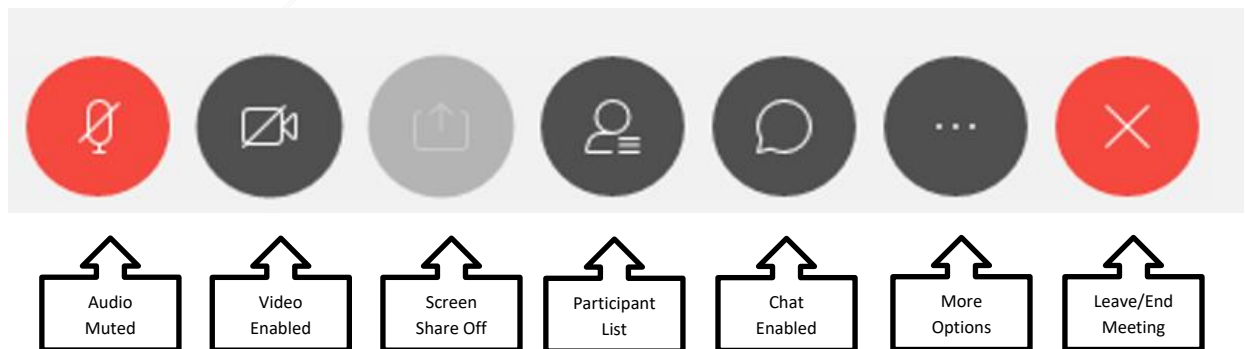 Audio
Muted
Video
Enabled
Screen
Share Off
Participant
List
Chat
Enabled
More
Options
Leave/End
Meeting